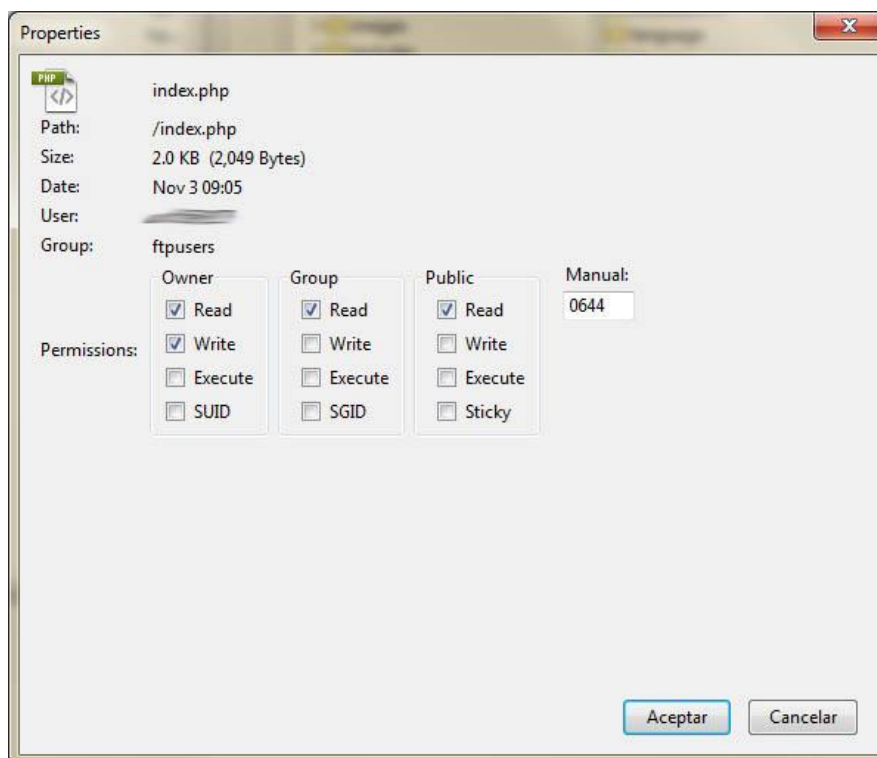 Properties
PHP
index.php
Path: /index.php
Size: 2.0 KB (2,049 Bytes)
Date: Nov 3 09:05
User:
Group: ftpusers
Owner Group Public Manual:
Read Read Read 0644
Write Write Write
Permissions:
Execute Execute Execute
SUID SGID Sticky
Aceptar Cancelar